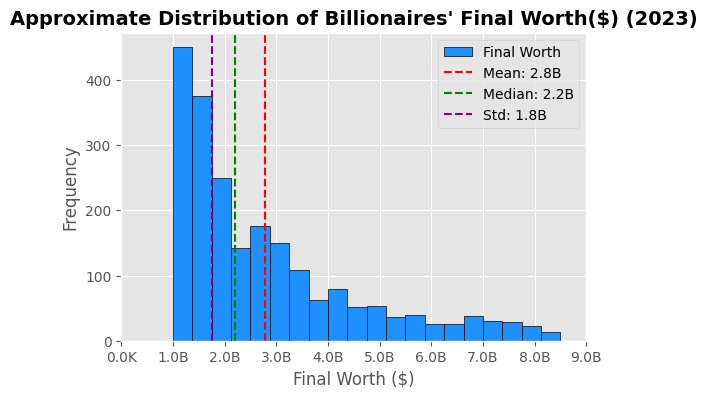 Approximate Distribution of Billionaires' Final Worth($) (2023)
Final Worth
Mean: 2.8B
Median: 2.2B
Std: 1.8B
Frequency
400
300
200
100
0
0.0K 1.0B 2.0B 3.0B 4.0B 5.0B 6.0B 7.0B 8.0B 9.0B
Final Worth ($)